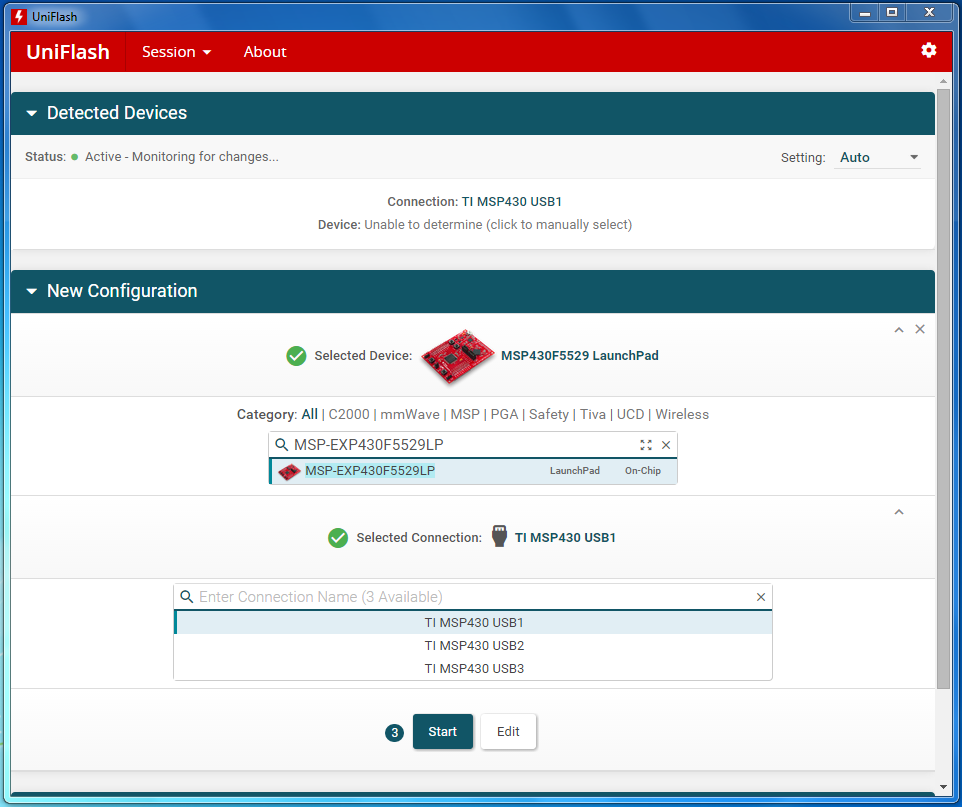 UniFlash
UniFlash Session About
Detected Devices
Status: Active - Monitoring for changes... Setting: Auto
Connection: TI MSP430 USB1
Device: Unable to determine (click to manually select)
New Configuration
Selected Device: MSP430F5529 LaunchPad
Category: All | C2000 | mmWave | MSP | PGA | Safety | Tiva | UCD | Wireless
MSP-EXP430F5529LP
MSP-EXP430F5529LP LaunchPad On-Chip
Selected Connection: TI MSP430 USB1
Enter Connection Name (3 Available)
TI MSP430 USB1
TI MSP430 USB2
TI MSP430 USB3
3 Start Edit